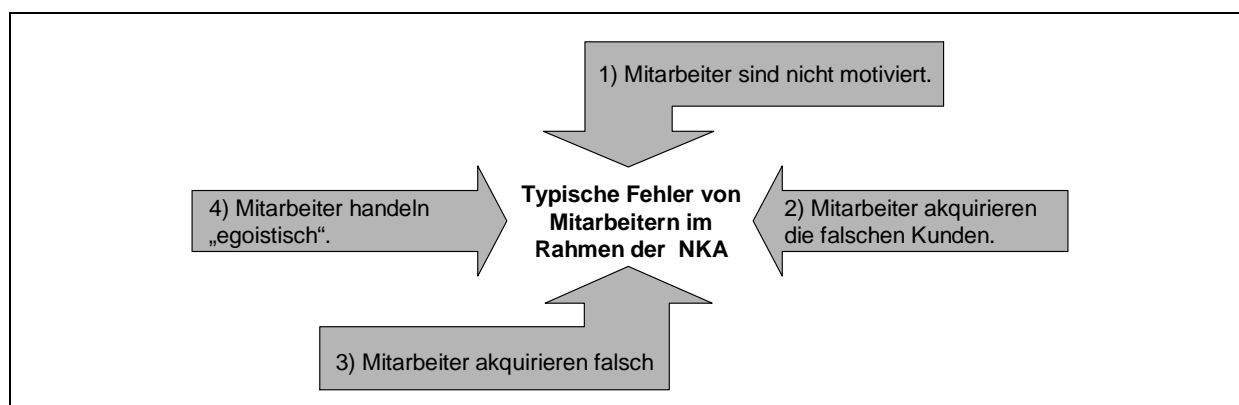 1) Mitarbeiter sind nicht motiviert.
4) Mitarbeiter handeln
„egoistisch“.
Typische Fehler von
Mitarbeitern im
Rahmen der NKA
2) Mitarbeiter akquirieren
die falschen Kunden.
3) Mitarbeiter akquirieren falsch